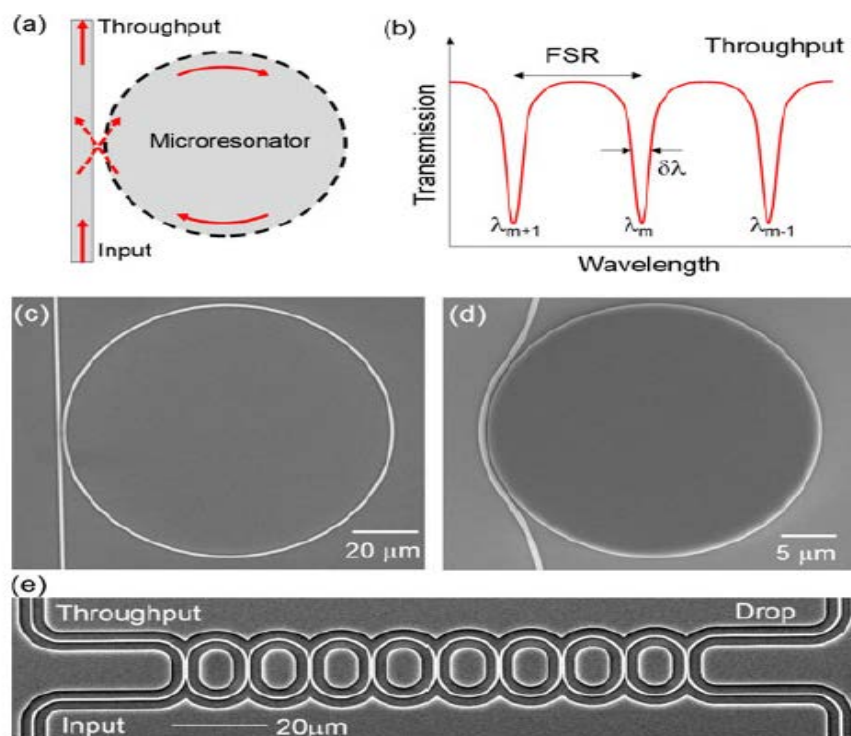 (a)
Throughput
Microresonator
Input
(b)
FSR
Throughput
Transmission
δλ
λm+1
λm
λm-1
Wavelength
(c)
20 μm
(d)
5 μm
(e)
Throughput
Drop
Input
20μm